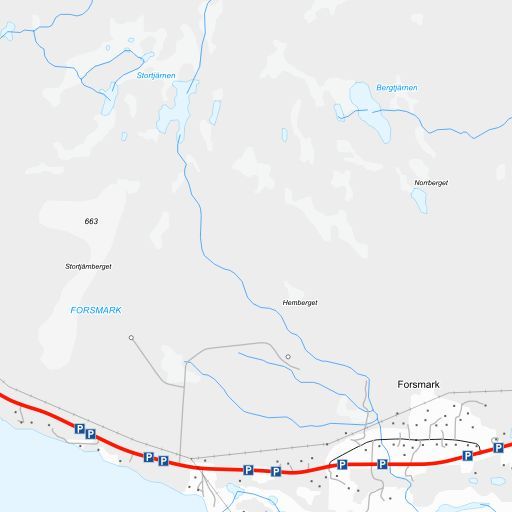 Stortjärnen
Bergtjärnen
Norrberget
663
Stortjärnberget
Hemberget
FORSMARK
Forsmark
P
P
P
P
P
P
P
P
P
P